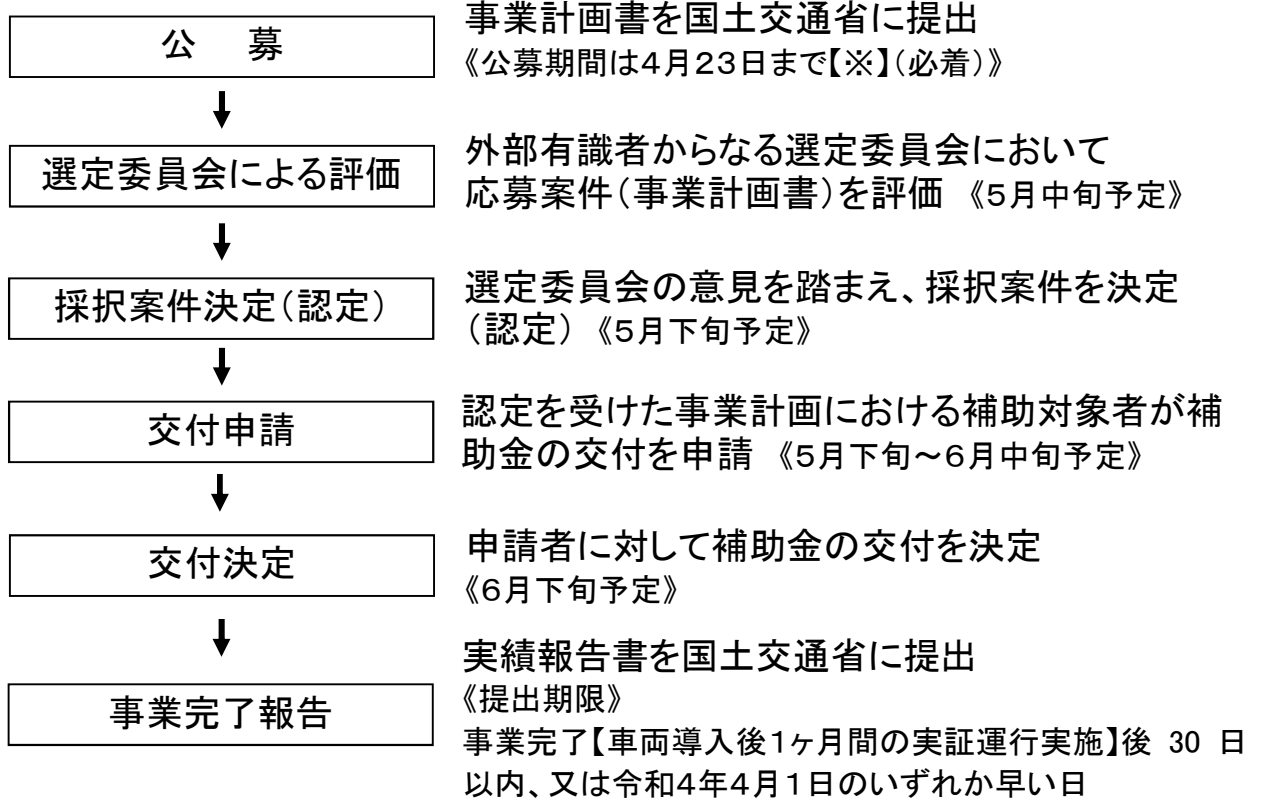 公　募
事業計画書を国土交通省に提出
《公募期間は４月２３日まで【※】（必着）》
選定委員会による評価
外部有識者からなる選定委員会において
応募案件（事業計画書）を評価 《５月中旬予定》
採択案件決定（認定）
選定委員会の意見を踏まえ、採択案件を決定
（認定）《５月下旬予定》
交付申請
認定を受けた事業計画における補助対象者が補
助金の交付を申請 《５月下旬～６月中旬予定》
交付決定
申請者に対して補助金の交付を決定
《６月下旬予定》
事業完了報告
実績報告書を国土交通省に提出
《提出期限》
事業完了【車両導入後１ヶ月間の実証運行実施】後 30 日
以内、又は令和４年４月１日のいずれか早い日